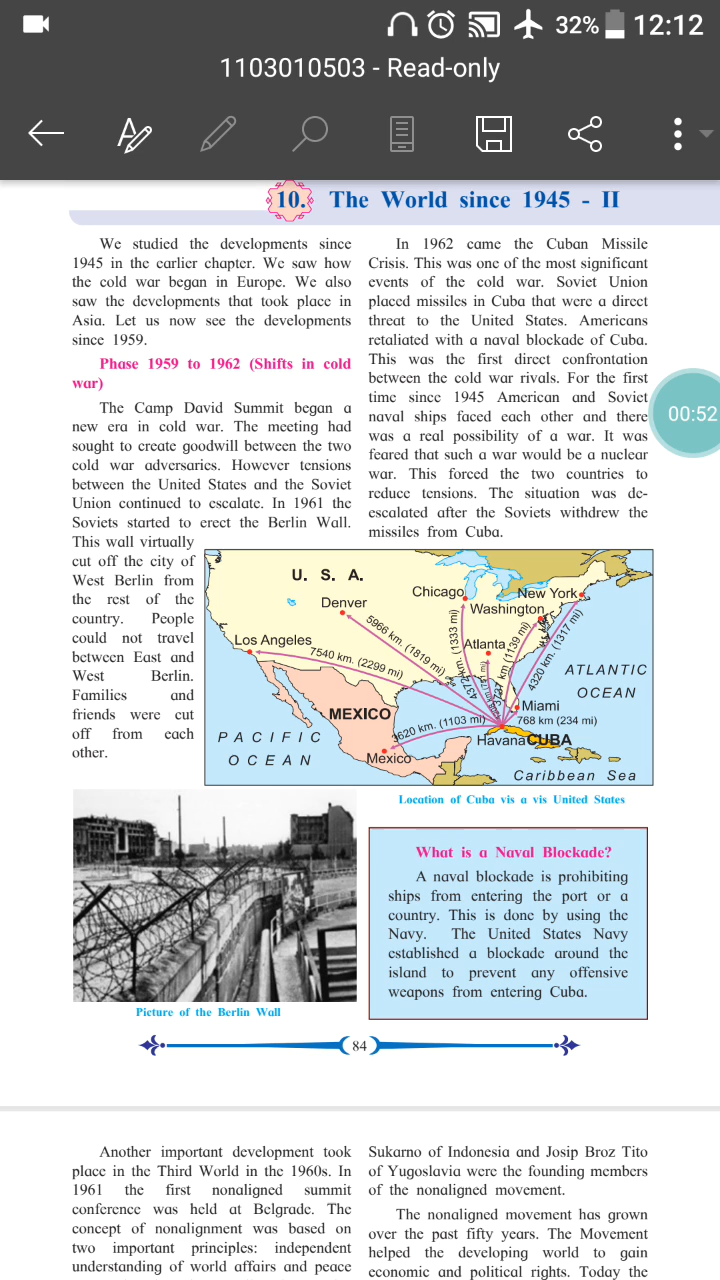 32% 12:12
1103010503 - Read-only
10. The World since 1945 - II
We studied the developments since
1945 in the earlier chapter. We saw how
the cold war began in Europe. We also
saw the developments that took place in
Asia. Let us now see the developments
since 1959.
Phase 1959 to 1962 (Shifts in cold
war)
The Camp David Summit began a
new era in cold war. The meeting had
sought to create goodwill between the two
cold war adversaries. However tensions
between the United States and the Soviet
Union continued to escalate. In 1961 the
Soviets started to erect the Berlin Wall.
This wall virtually
cut off the city of
West Berlin from
the rest of the
country. People
could not travel
between East and
West Berlin.
Families and
friends were cut
off from each
other.
In 1962 came the Cuban Missile
Crisis. This was one of the most significant
events of the cold war. Soviet Union
placed missiles in Cuba that were a direct
threat to the United States. Americans
retaliated with a naval blockade of Cuba.
This was the first direct confrontation
between the cold war rivals. For the first
time since 1945 American and Soviet
naval ships faced each other and there
was a real possibility of a war. It was
feared that such a war would be a nuclear
war. This forced the two countries to
reduce tensions. The situation was de-
escalated after the Soviets withdrew the
missiles from Cuba.
00:52
U. S. A.
Chicago
New York
Denver
Washington
5966 km. (1819 mi)
4372 km. (1333 mi)
(1139 mi)
4320 km. (1317 mi)
Los Angeles
7540 km. (2299 mi)
Atlanta
ATLANTIC
OCEAN
MEXICO
Miami
768 km (234 mi)
3620 km. (1103 mi)
PACIFIC
OCEAN
Havana CUBA
Mexico
Caribbean Sea
Location of Cuba vis a vis United States
Picture of the Berlin Wall
What is a Naval Blockade?
A naval blockade is prohibiting
ships from entering the port or a
country. This is done by using the
Navy. The United States Navy
established a blockade around the
island to prevent any offensive
weapons from entering Cuba.
84
Another important development took
place in the Third World in the 1960s. In
1961 the first nonaligned summit
conference was held at Belgrade. The
concept of nonalignment was based on
two important principles: independent
understanding of world affairs and peace
Sukarno of Indonesia and Josip Broz Tito
of Yugoslavia were the founding members
of the nonaligned movement.
The nonaligned movement has grown
over the past fifty years. The Movement
helped the developing world to gain
economic and political rights. Today the